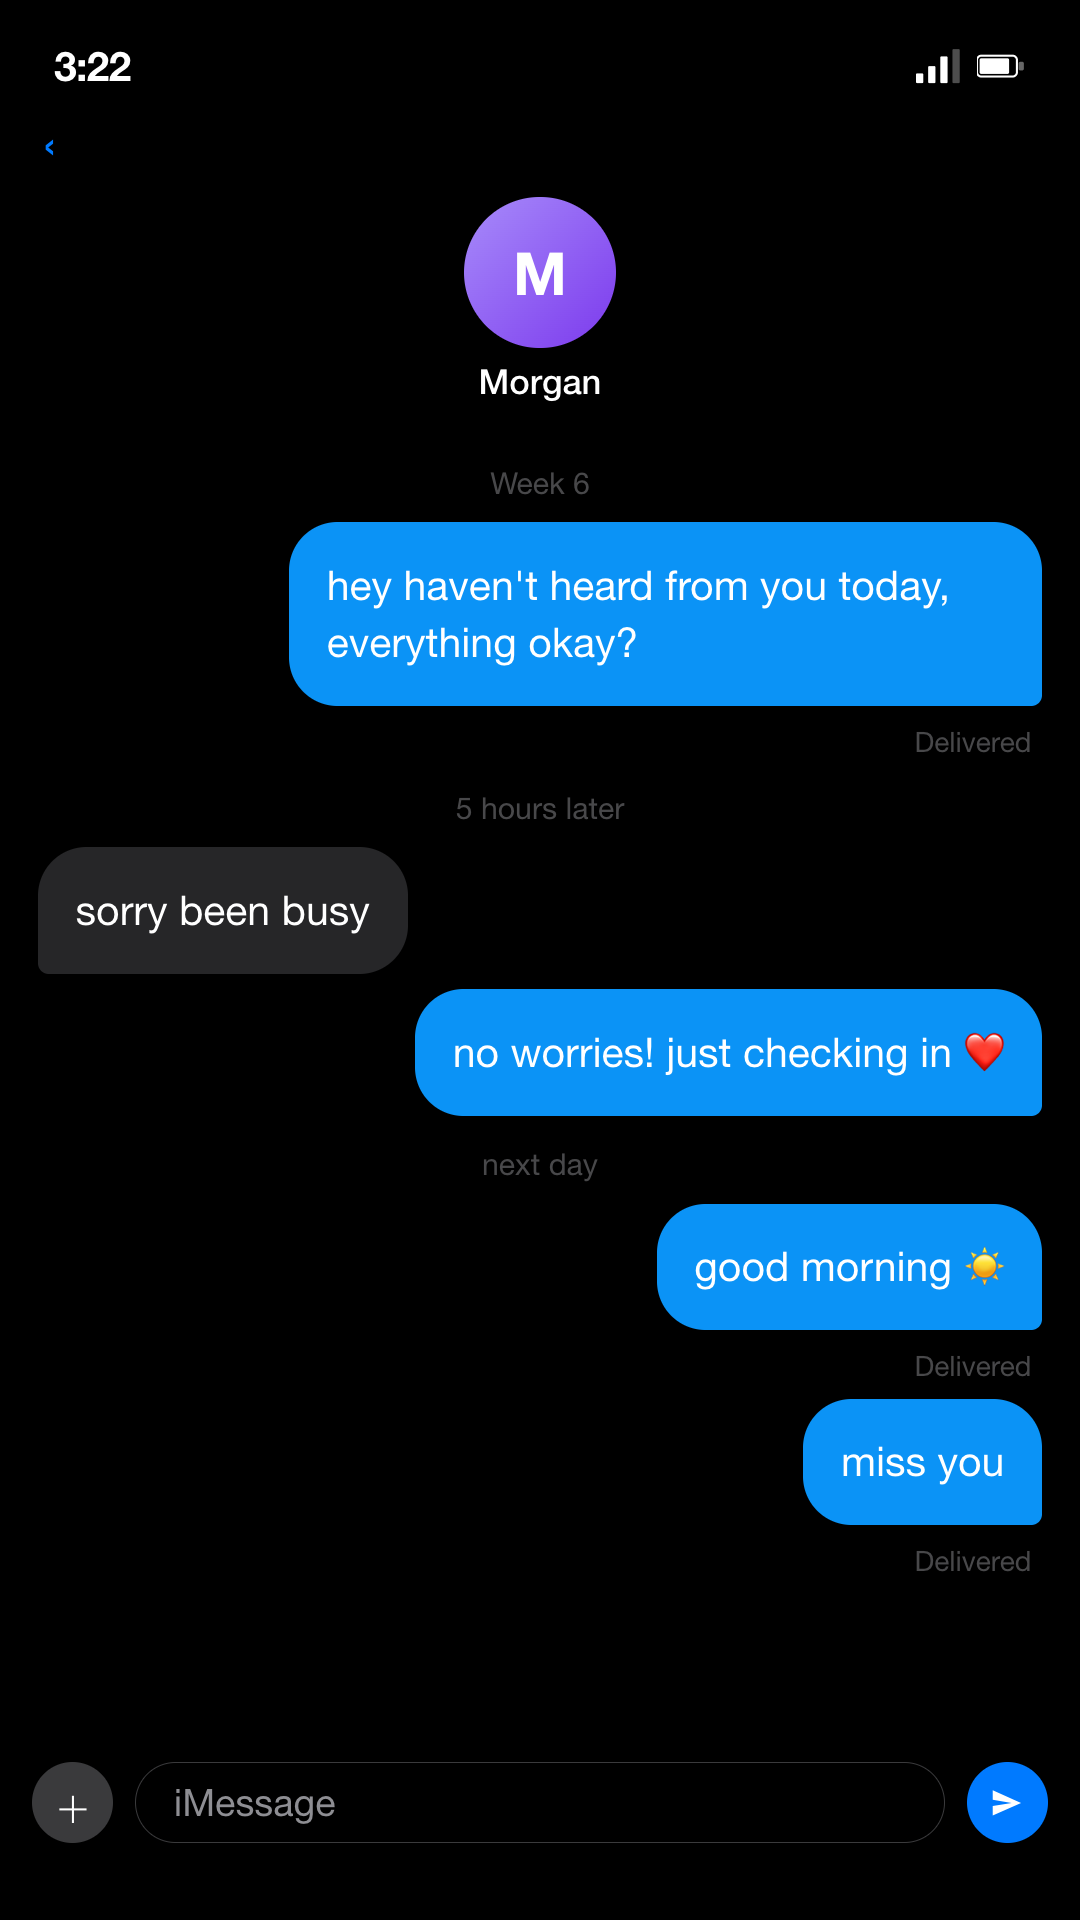 3:22
M
Morgan
Week 6
hey haven't heard from you today,
everything okay?
Delivered
5 hours later
sorry been busy
no worries! just checking in ❤️
next day
good morning ☀️
Delivered
miss you
Delivered
iMessage